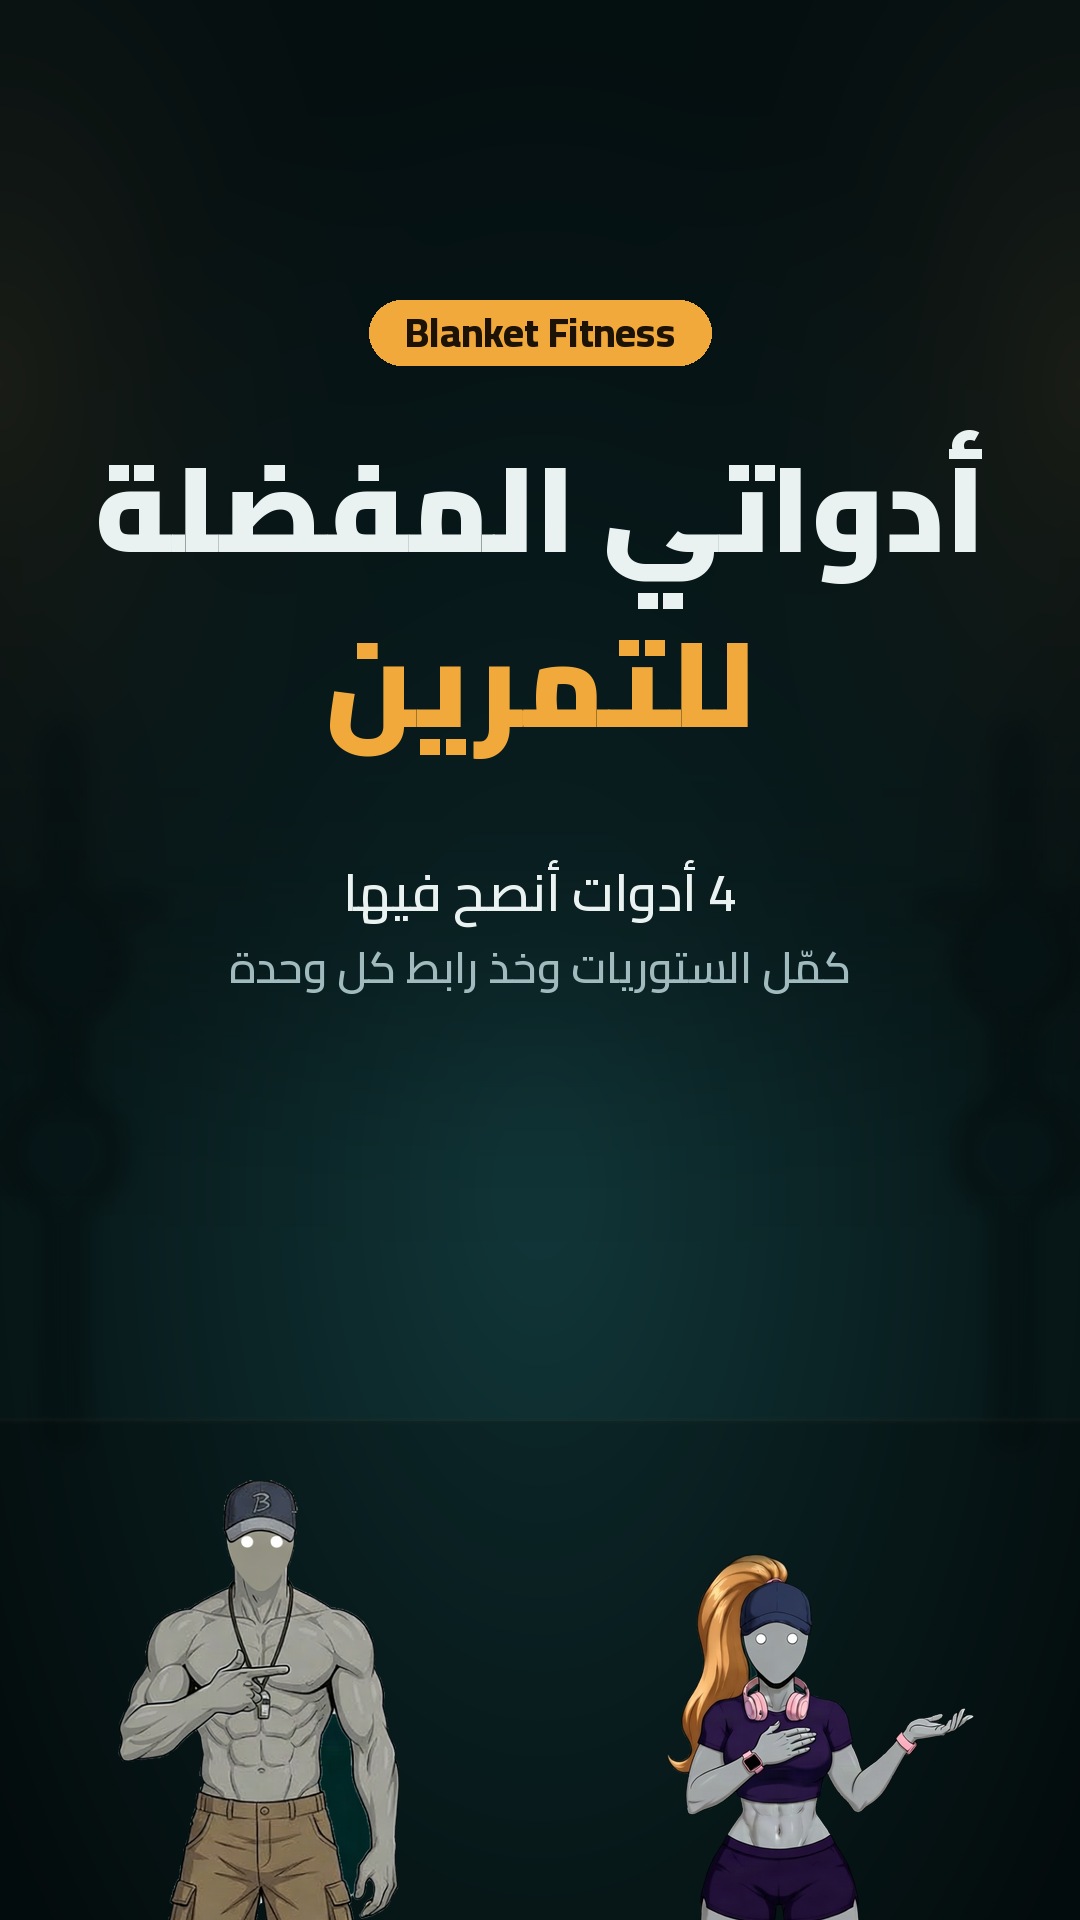 Blanket Fitness
أدواتي المفضلة
للتمرين
4 أدوات أنصح فيها
كمّل الستوريات وخذ رابط كل وحدة
B